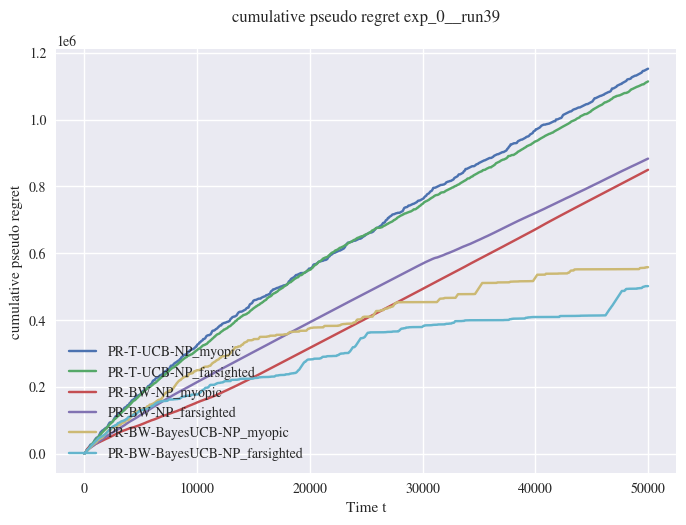 cumulative pseudo regret exp_0__run39
1e6
1.2
1.0
0.8
0.6
0.4
0.2
0.0
cumulative pseudo regret
PR-T-UCB-NP_myopic
PR-T-UCB-NP_farsighted
PR-BW-NP_myopic
PR-BW-NP_farsighted
PR-BW-BayesUCB-NP_myopic
PR-BW-BayesUCB-NP_farsighted
0 10000 20000 30000 40000 50000
Time t